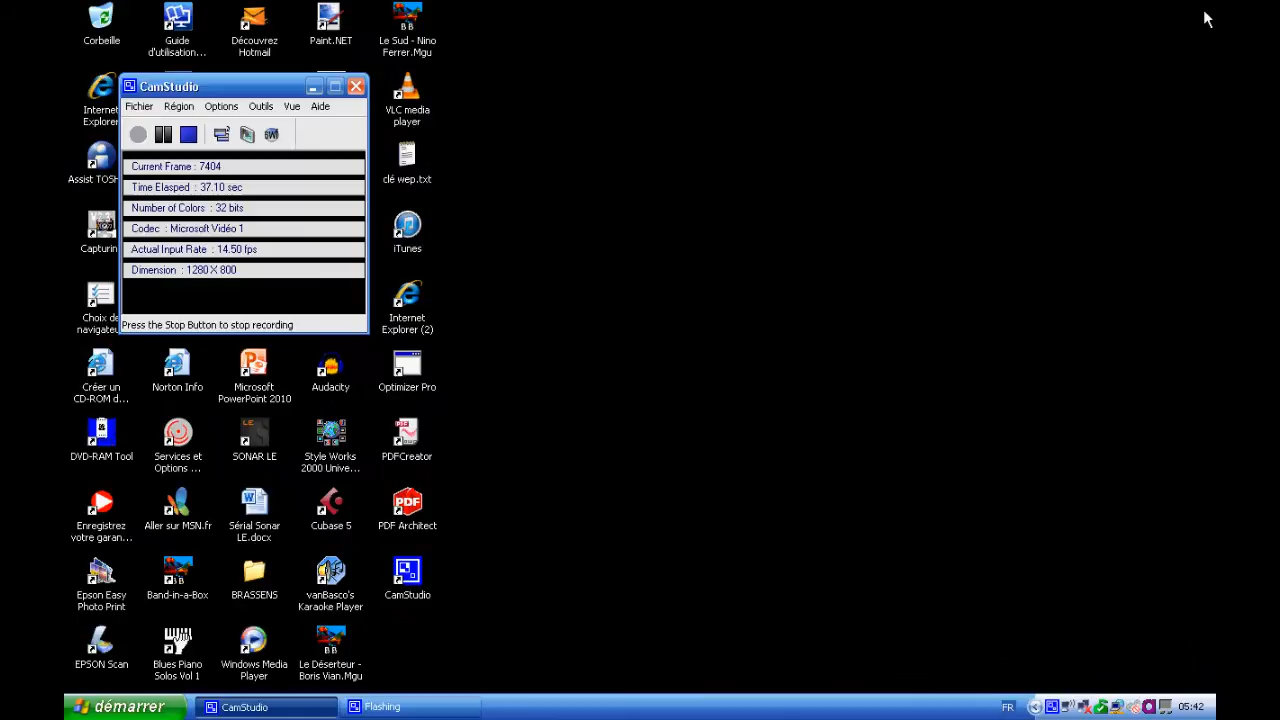 Corbeille
Guide
d'utilisation...
Découvrez
Hotmail
Paint.NET
Le Sud - Nino
Ferrer.Mgu
CamStudio
Fichier Région Options Outils Vue Aide
Current Frame : 7404
Time Elasped : 37.10 sec
Number of Colors : 32 bits
Codec : Microsoft Vidéo 1
Actual Input Rate : 14.50 fps
Dimension : 1280 X 800
Press the Stop Button to stop recording
Internet
Explorer
VLC media
player
Assist TOSH
clé wep.txt
Capturin
iTunes
Choix de
navigateu
Internet
Explorer (2)
Créer un
CD-ROM d...
Norton Info
Microsoft
PowerPoint 2010
Audacity
Optimizer Pro
DVD-RAM Tool
Services et
Options ...
LE
SONAR LE
Style Works
2000 Unive...
PDFCreator
Enregistrez
votre garan...
Aller sur MSN.fr
Sérial Sonar
LE.docx
Cubase 5
PDF
PDF Architect
Epson Easy
Photo Print
Band-in-a-Box
BRASSENS
vanBasco's
Karaoke Player
CamStudio
EPSON Scan
Blues Piano
Solos Vol 1
Windows Media
Player
Le Déserteur -
Boris Vian.Mgu
démarrer CamStudio Flashing FR 05:42